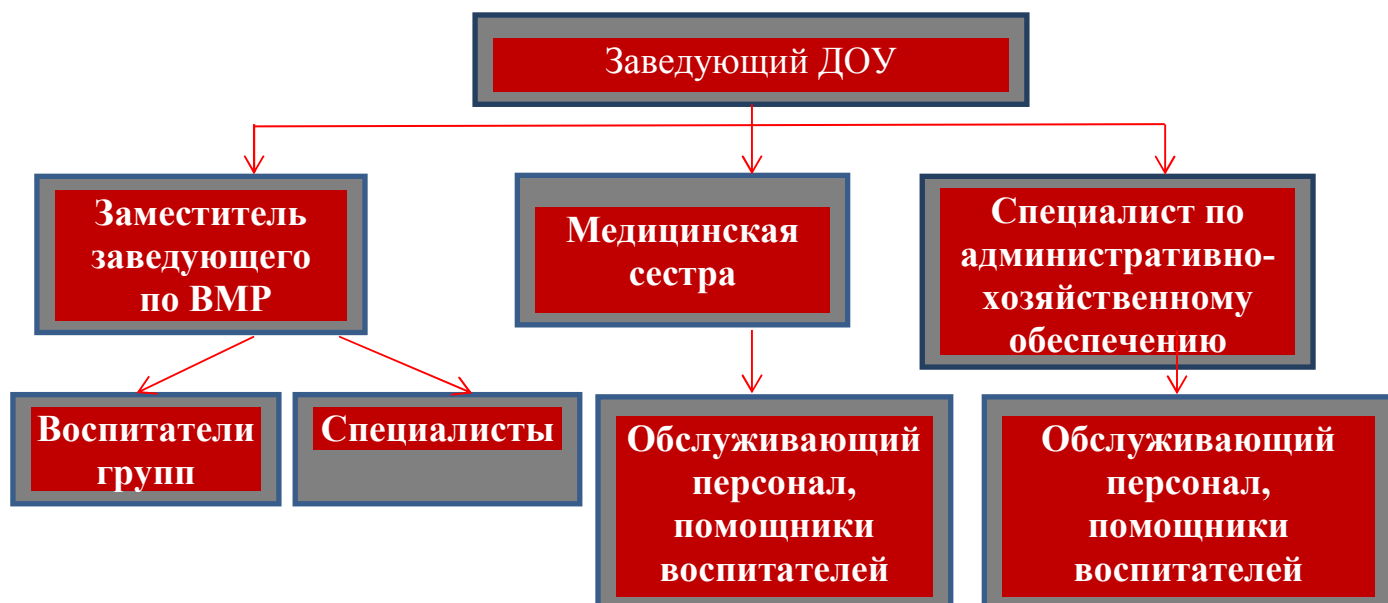 Заведующий ДОУ
Заместитель
заведующего
по ВМР
Медицинская
сестра
Специалист по
административно-
хозяйственному
обеспечению
Воспитатели
групп
Специалисты
Обслуживающий
персонал,
помощники
воспитателей
Обслуживающий
персонал,
помощники
воспитателей